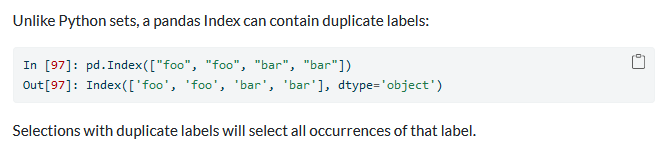 Unlike Python sets, a pandas Index can contain duplicate labels:
In [97]: pd.Index(["foo", "foo", "bar", "bar"])
Out[97]: Index(['foo', 'foo', 'bar', 'bar'], dtype='object')
Selections with duplicate labels will select all occurrences of that label.